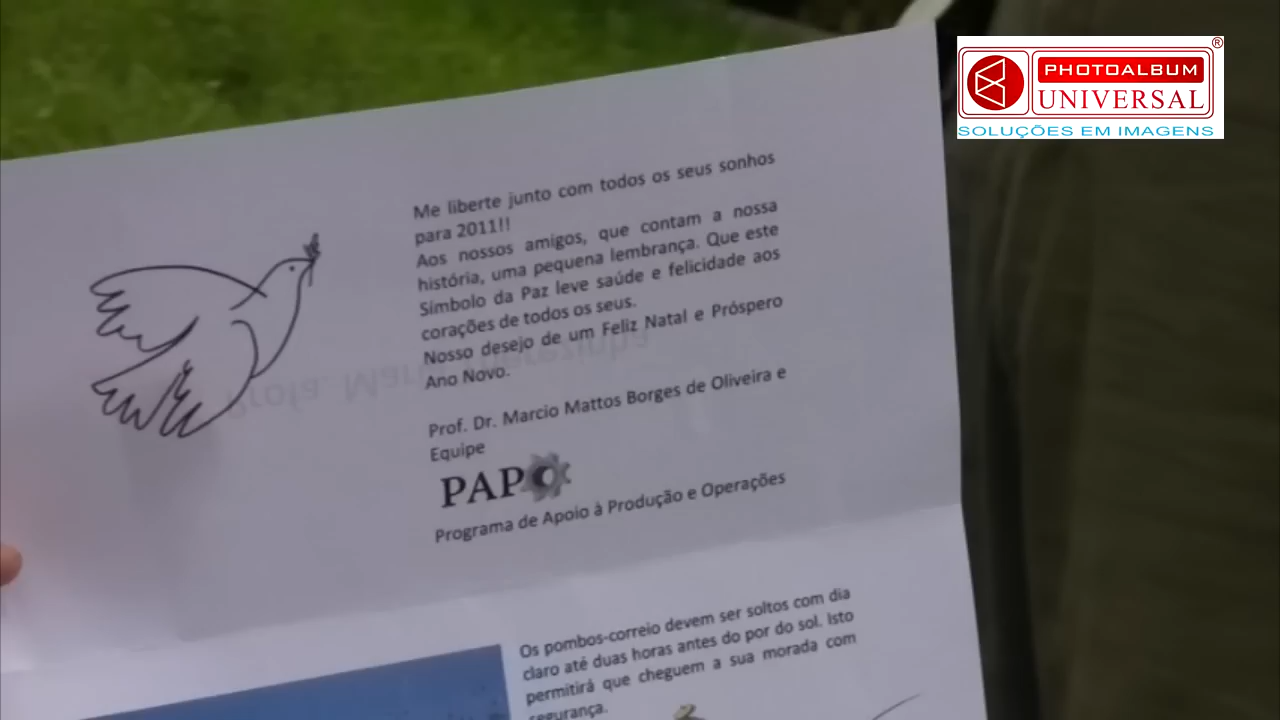 PHOTOALBUM
UNIVERSAL
SOLUÇÕES EM IMAGENS
Me liberte junto com todos os seus sonhos
para 2011!!
Aos nossos amigos, que contam a nossa
história, uma pequena lembrança. Que este
Símbolo da Paz leve saúde e felicidade aos
corações de todos os seus.
Nosso desejo de um Feliz Natal e Próspero
Ano Novo.
Prof. Dr. Marcio Mattos Borges de Oliveira e
Equipe
PAPO
Programa de Apoio à Produção e Operações
Os pombos-correio devem ser soltos com dia
claro até duas horas antes do por do sol. Isto
permitirá que cheguem a sua morada com
segurança.